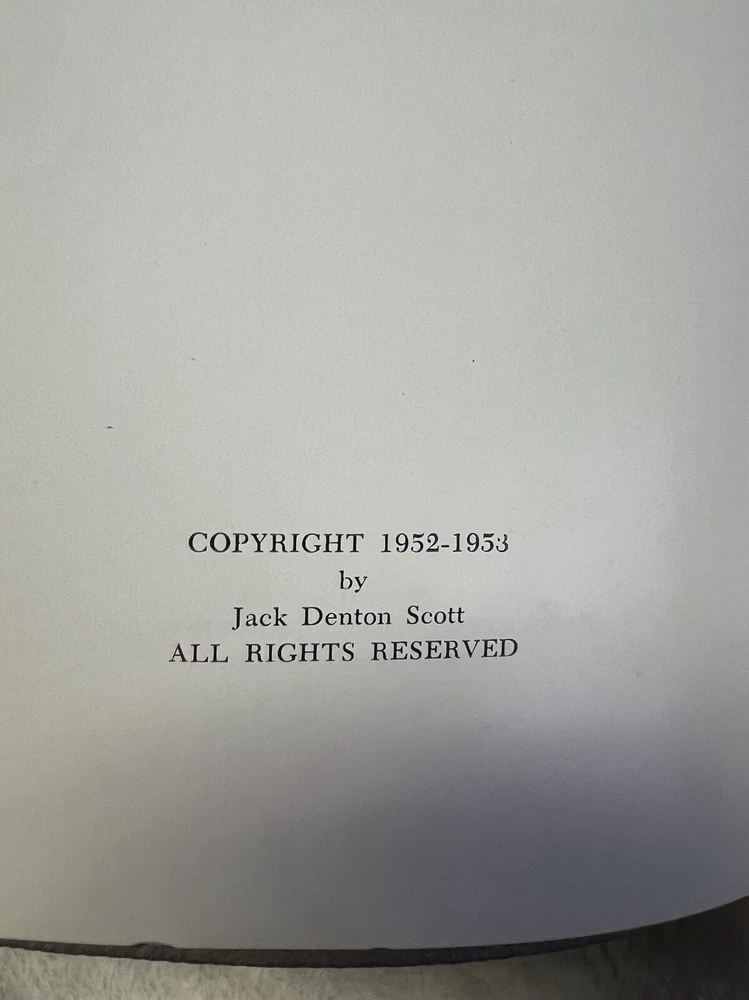 COPYRIGHT 1952-1953
by
Jack Denton Scott
ALL RIGHTS RESERVED